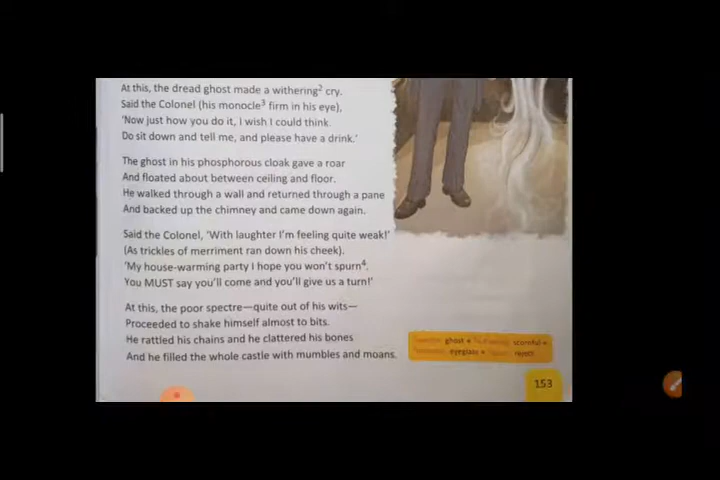 At this, the dread ghost made a withering² cry.
Said the Colonel (his monocle³ firm in his eye),
'Now just how you do it, I wish I could think.
Do sit down and tell me, and please have a drink.'
The ghost in his phosphorous cloak gave a roar
And floated about between ceiling and floor.
He walked through a wall and returned through a pane
And backed up the chimney and came down again.
Said the Colonel, 'With laughter I'm feeling quite weak!'
(As trickles of merriment ran down his cheek).
'My house-warming party I hope you won't spurn⁴.
You MUST say you'll come and you'll give us a turn!'
At this, the poor spectre—quite out of his wits—
Proceeded to shake himself almost to bits.
He rattled his chains and he clattered his bones
And he filled the whole castle with mumbles and moans.
ghost • scornful •
eyeglass • reject
153